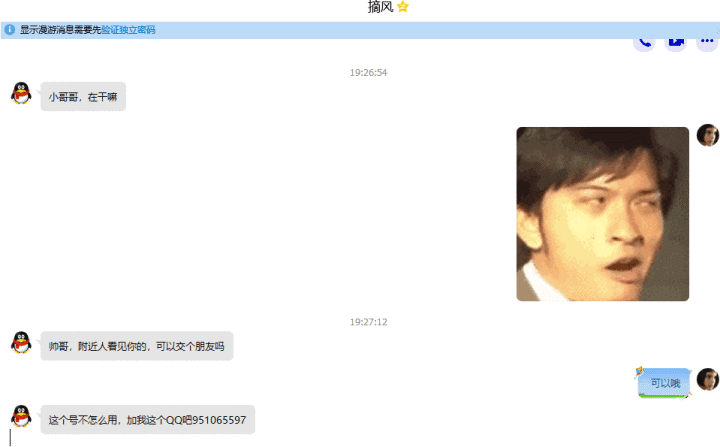 摘风
显示漫游消息需要先验证独立密码
19:26:54
小哥哥，在干嘛
19:27:12
帅哥，附近人看见你的，可以交个朋友吗
可以哦
这个号不怎么用，加我这个QQ吧951065597